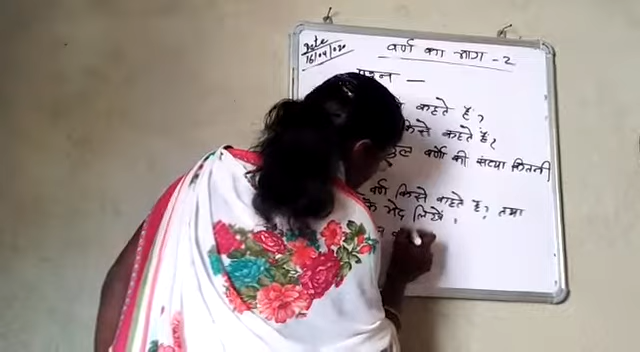 Date
16/04/20
वर्ण का भाग -2
प्रश्न —
कहते हैं?
किसे कहते हैं?
कुल वर्णों की संख्या कितनी
वर्ण किसे कहते है? तथा
के भेद लिखें।